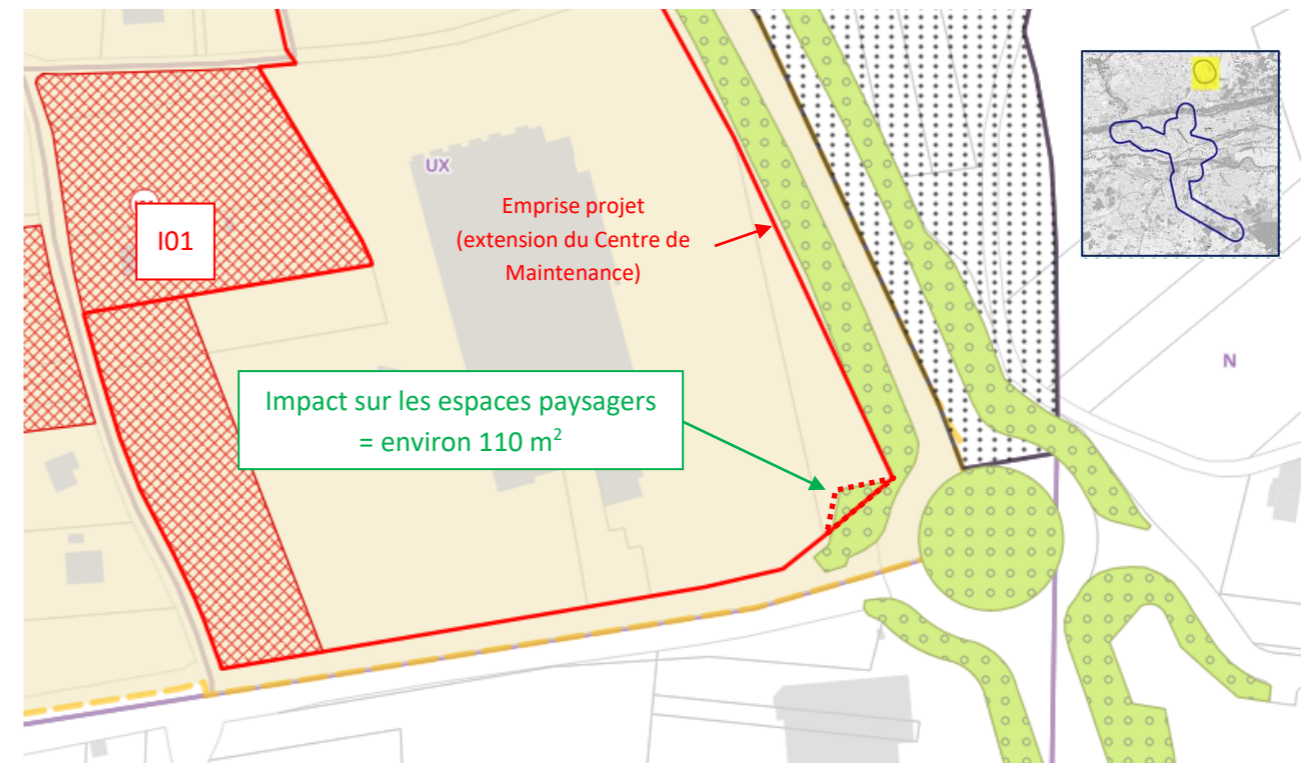 UX
Emprise projet
(extension du Centre de
Maintenance)
I01
N
Impact sur les espaces paysagers
= environ 110 m²